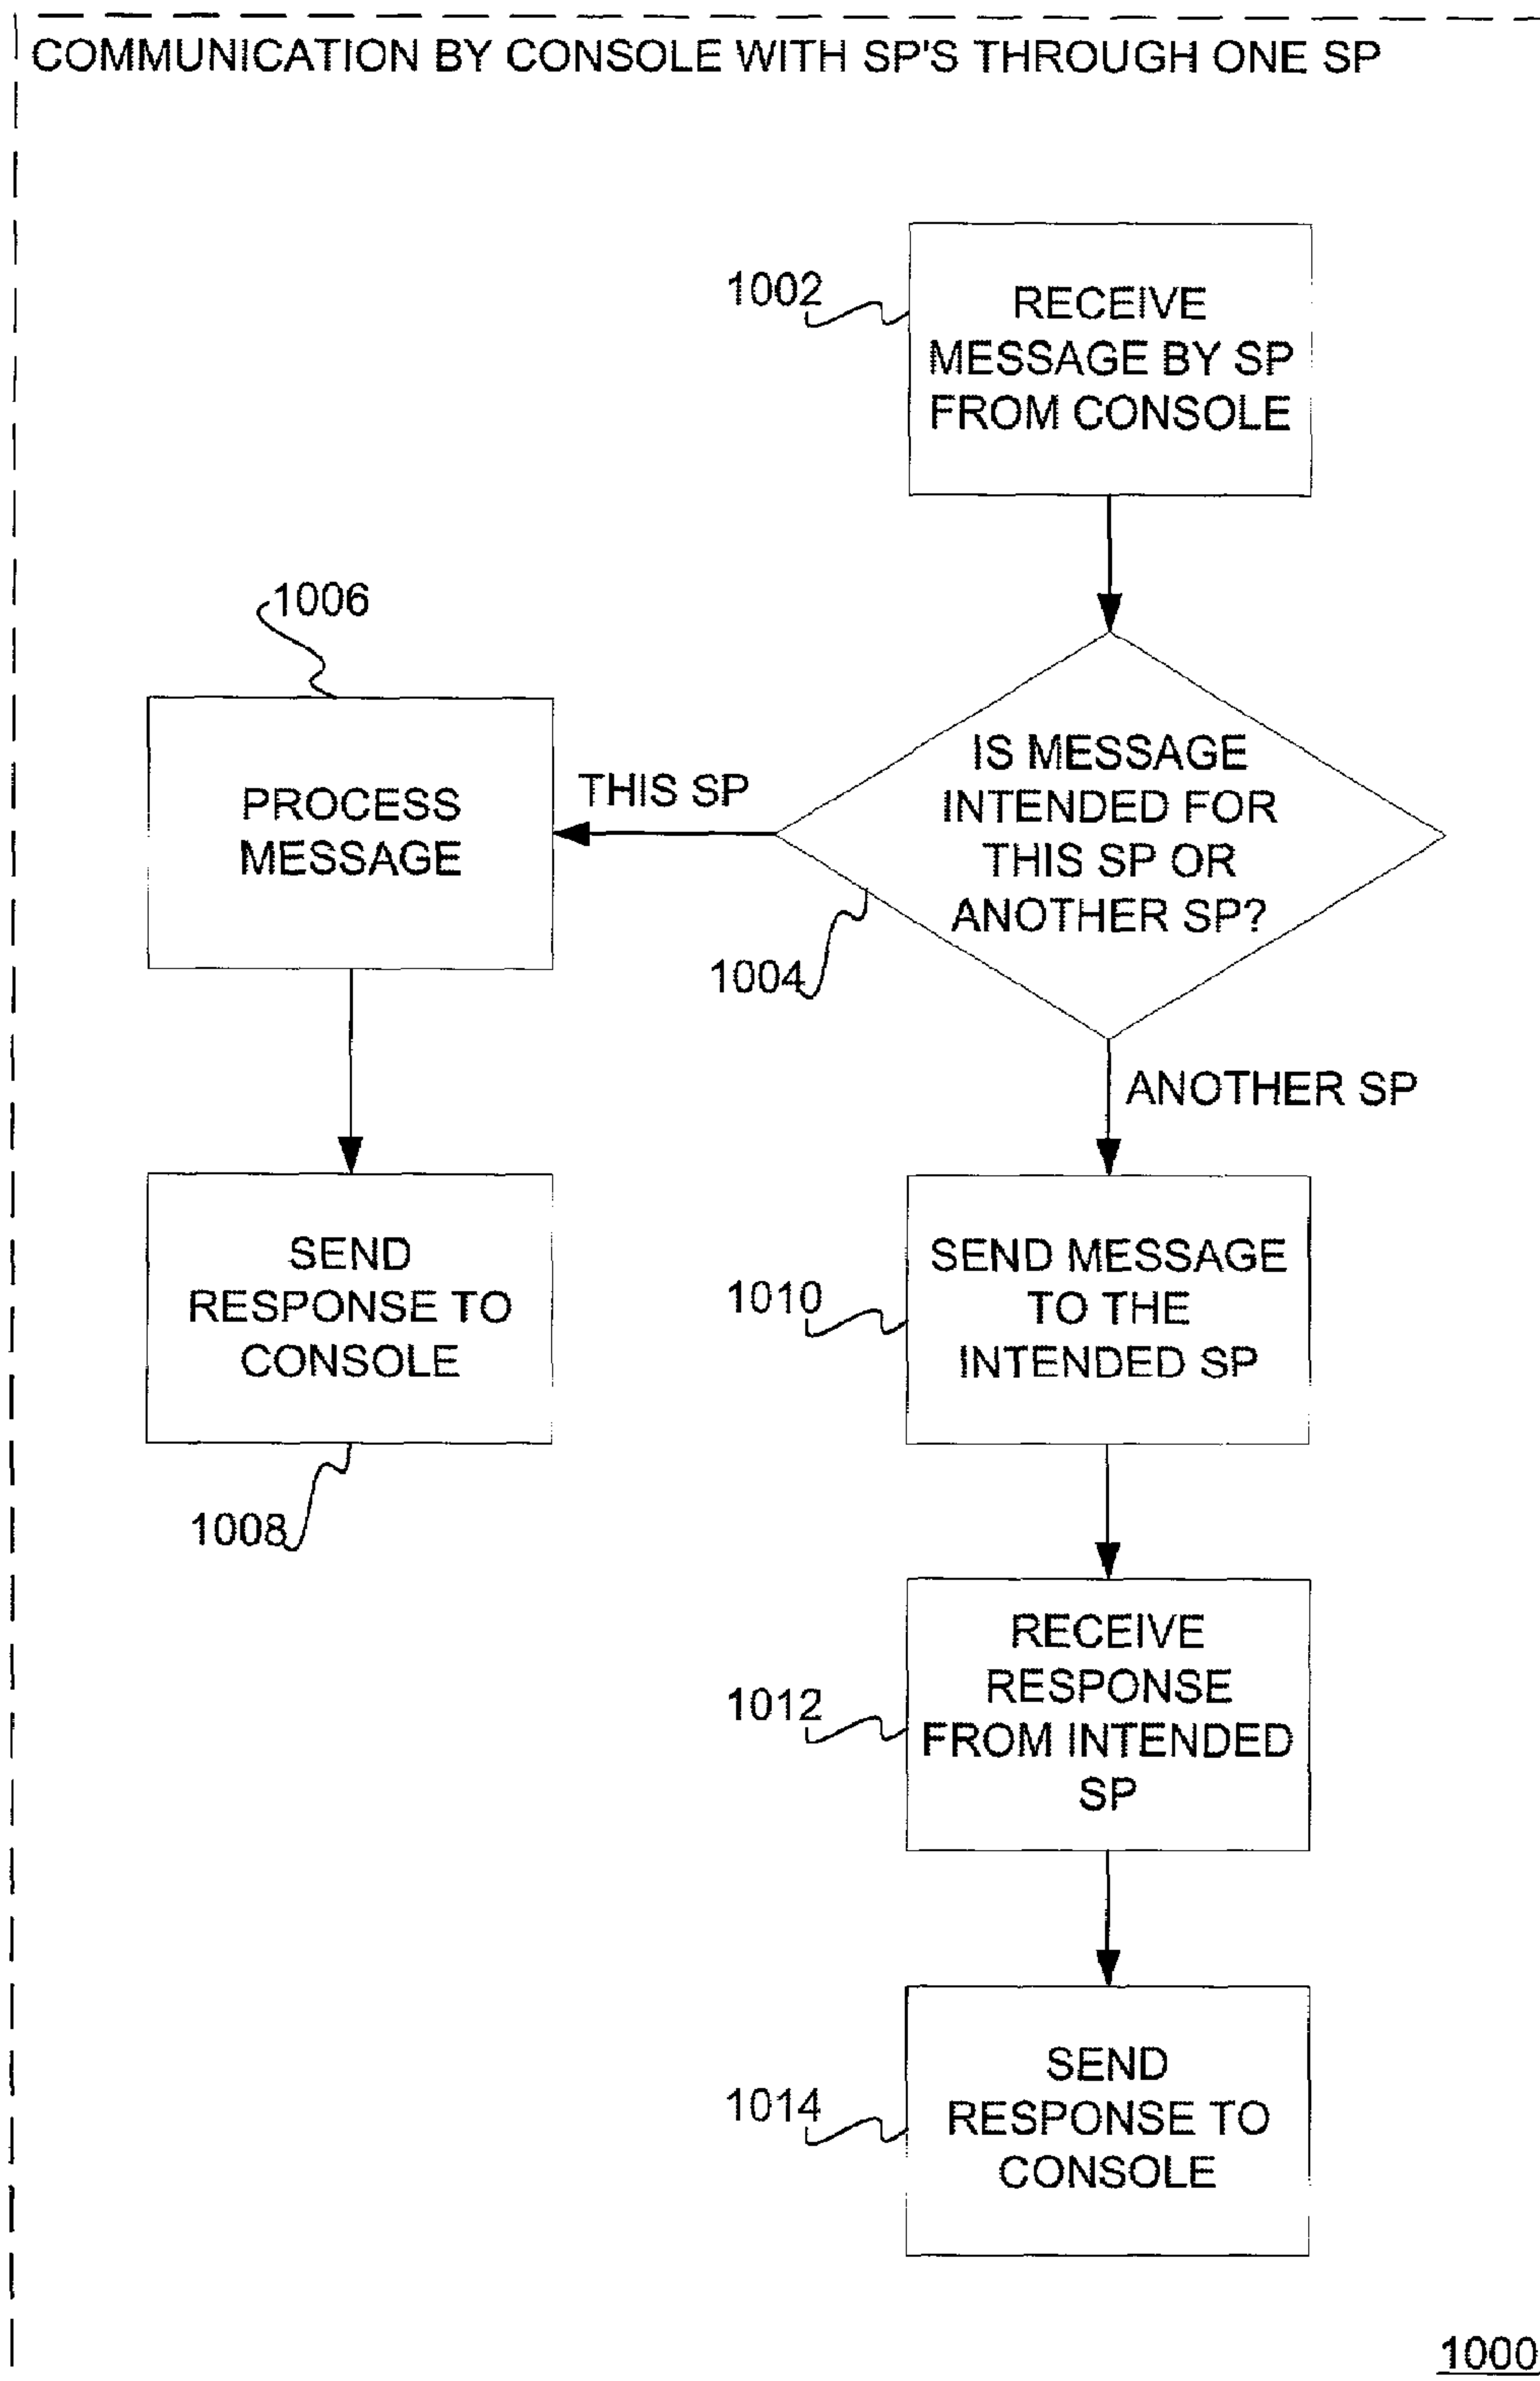 COMMUNICATION BY CONSOLE WITH SP'S THROUGH ONE SP
1002
RECEIVE
MESSAGE BY SP
FROM CONSOLE
1006
PROCESS
MESSAGE
THIS SP
IS MESSAGE
INTENDED FOR
THIS SP OR
ANOTHER SP?
1004
ANOTHER SP
SEND
RESPONSE TO
CONSOLE
1008
1010
SEND MESSAGE
TO THE
INTENDED SP
1012
RECEIVE
RESPONSE
FROM INTENDED
SP
1014
SEND
RESPONSE TO
CONSOLE
1000